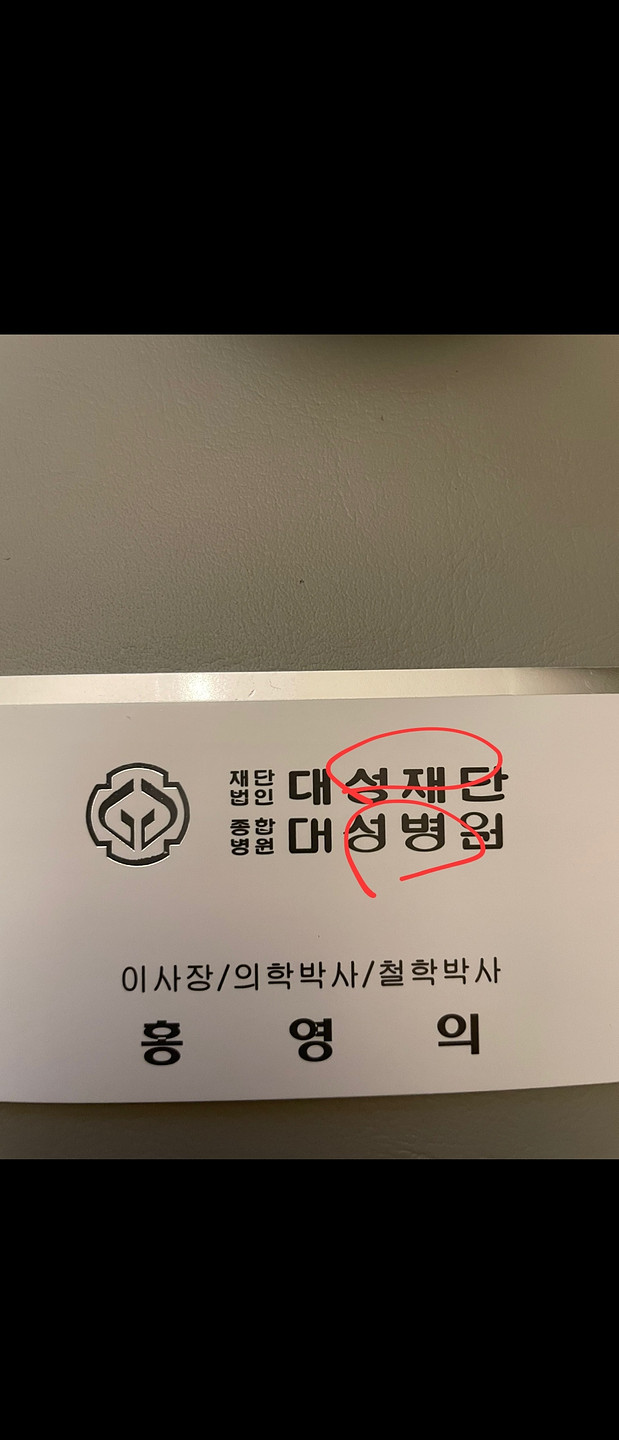 재단법인 대성재단
종합병원 대성병원
이사장/의학박사/철학박사
홍 영 의